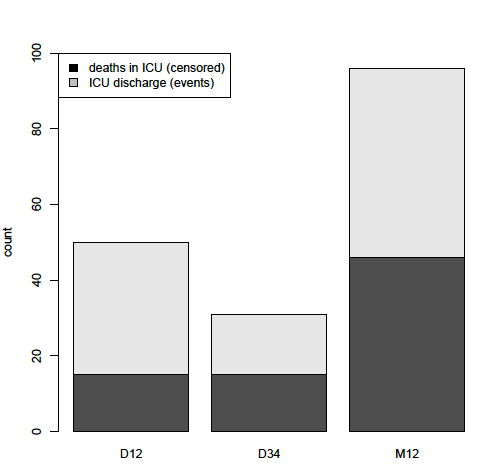 deaths in ICU (censored)
ICU discharge (events)
count
100
80
60
40
20
0
D12
D34
M12